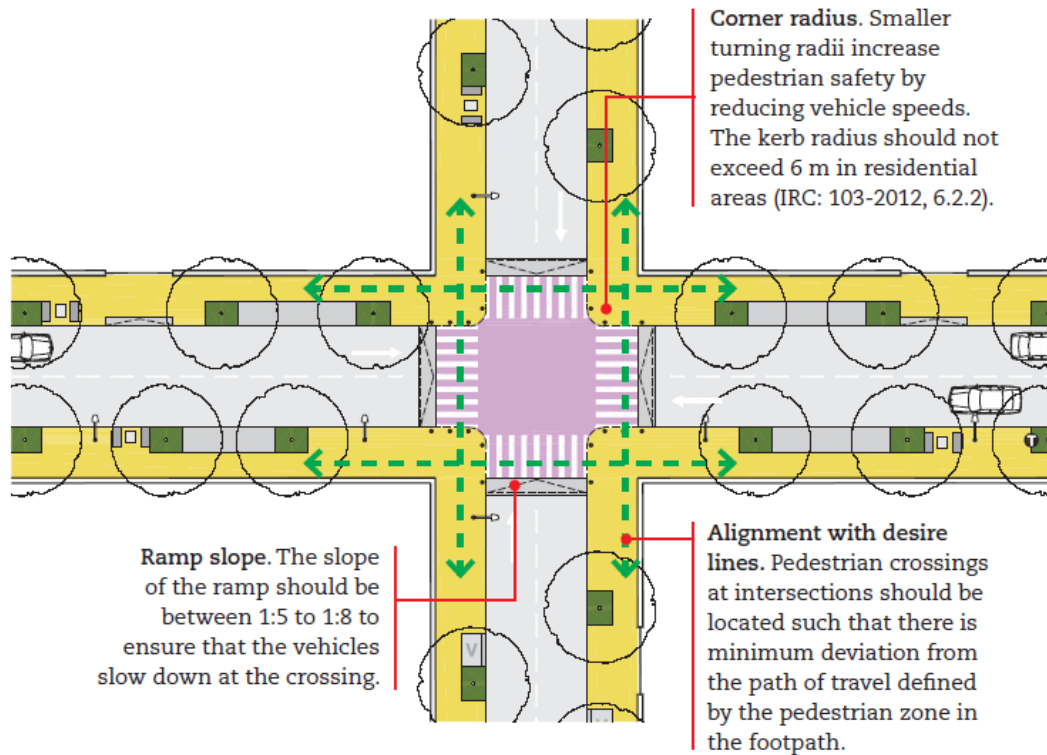 Corner radius. Smaller
turning radii increase
pedestrian safety by
reducing vehicle speeds.
The kerb radius should not
exceed 6 m in residential
areas (IRC: 103-2012, 6.2.2).
T
Ramp slope. The slope
of the ramp should be
between 1:5 to 1:8 to
ensure that the vehicles
slow down at the crossing.
V
Alignment with desire
lines. Pedestrian crossings
at intersections should be
located such that there is
minimum deviation from
the path of travel defined
by the pedestrian zone in
the footpath.